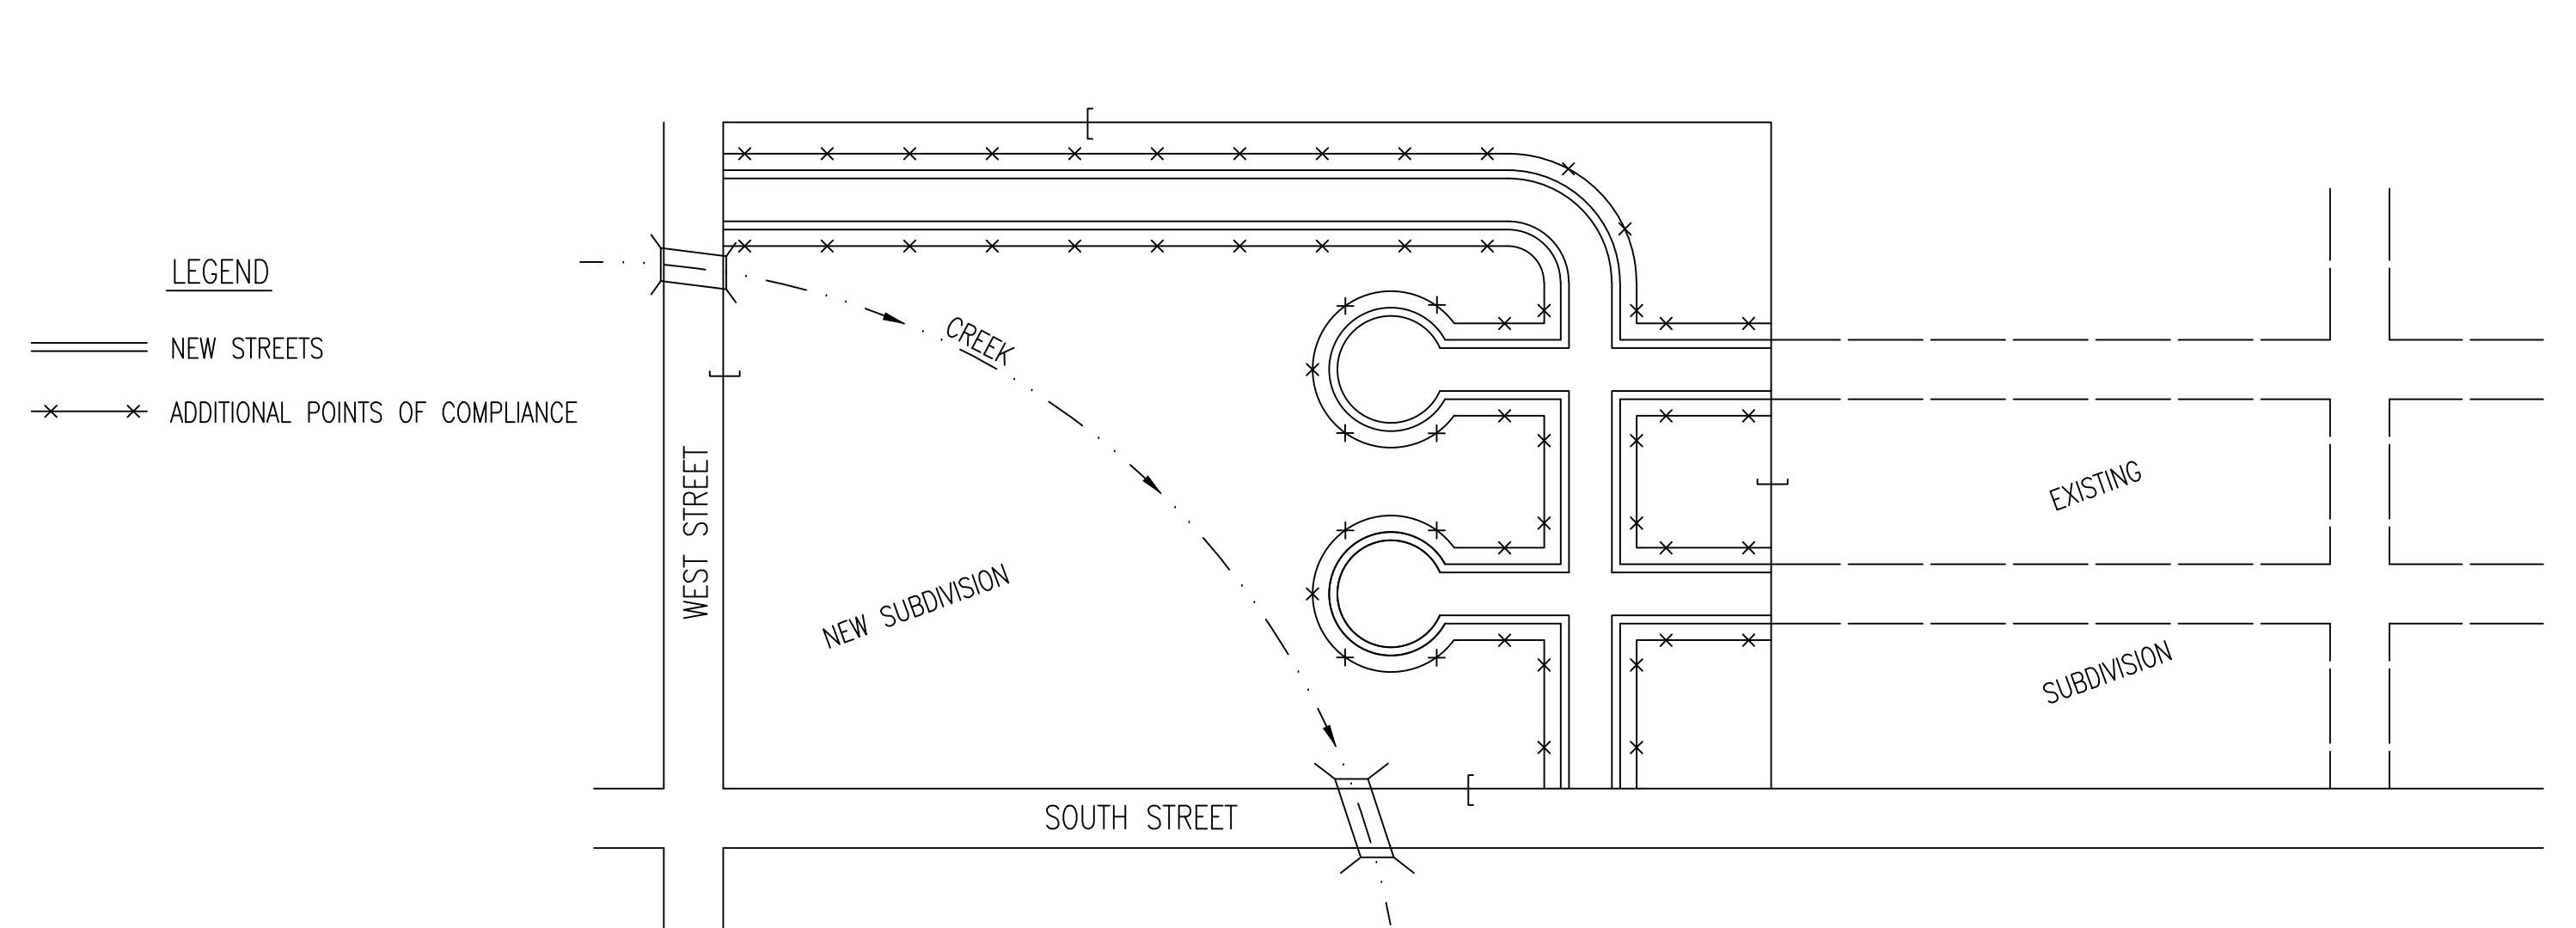 LEGEND
NEW STREETS
ADDITIONAL POINTS OF COMPLIANCE
CREEK
WEST STREET
NEW SUBDIVISION
EXISTING
SUBDIVISION
SOUTH STREET